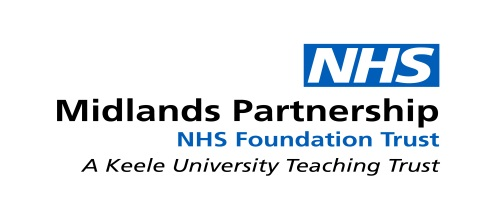 NHS
Midlands Partnership
NHS Foundation Trust
A Keele University Teaching Trust